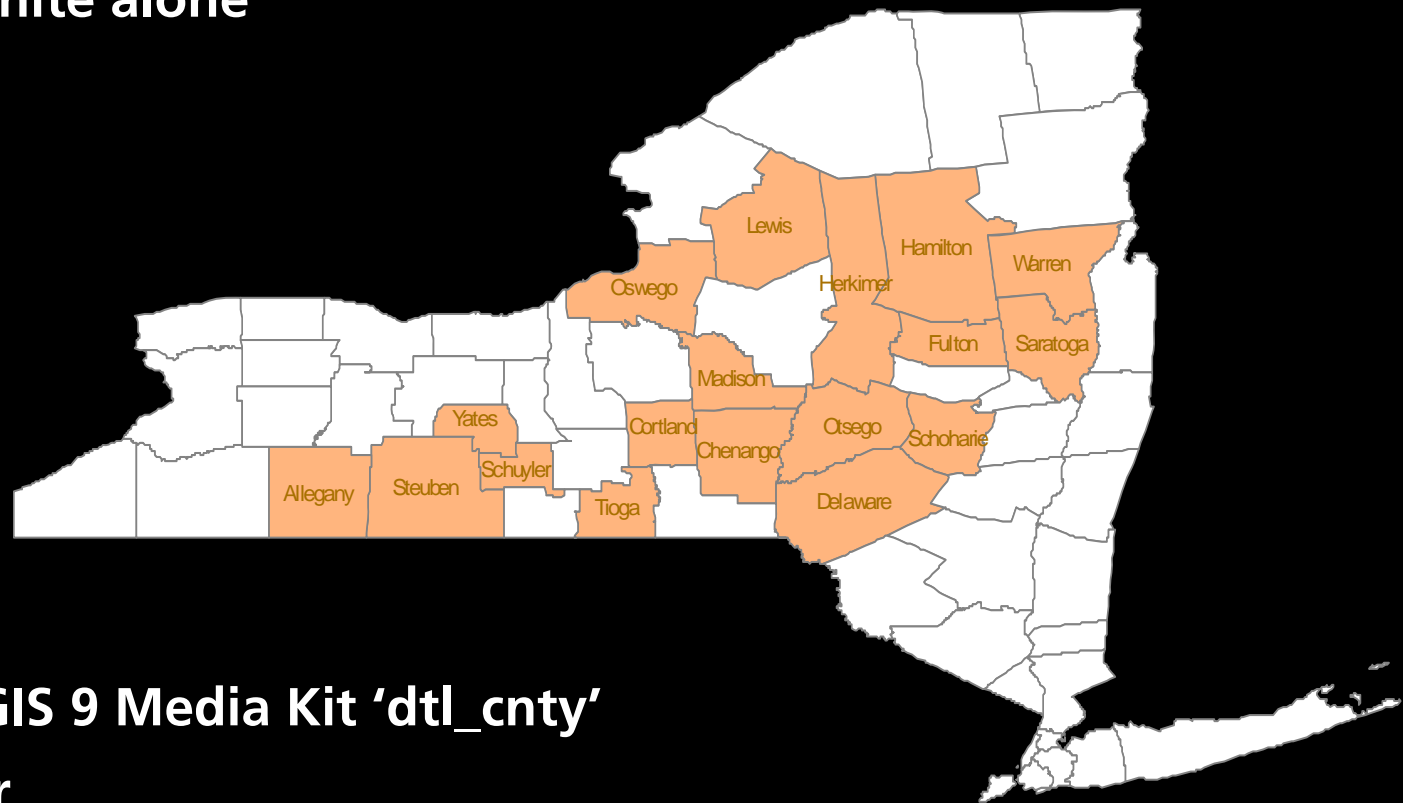 alone
Lewis
Hamilton
Warren
Herkimer
Oswego
Fulton
Saratoga
Madison
Yates
Cortland
Otsego
Schoharie
Chenango
Schuyler
Steuben
Allegany
Delaware
Tioga
GIS 9 Media Kit ‘dtl_cnty’